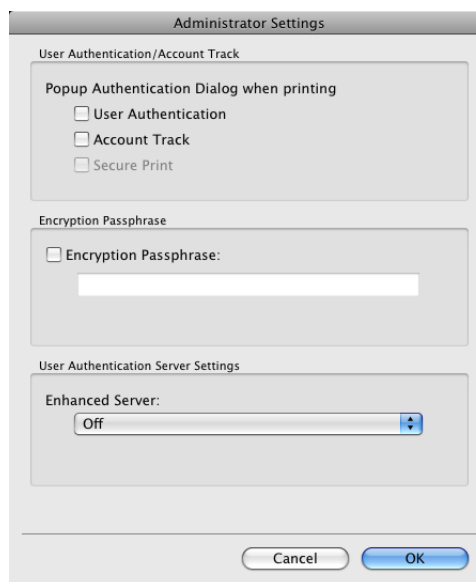 Administrator Settings
User Authentication/Account Track
Popup Authentication Dialog when printing
User Authentication
Account Track
Secure Print
Encryption Passphrase
Encryption Passphrase:
User Authentication Server Settings
Enhanced Server:
Off
Cancel OK